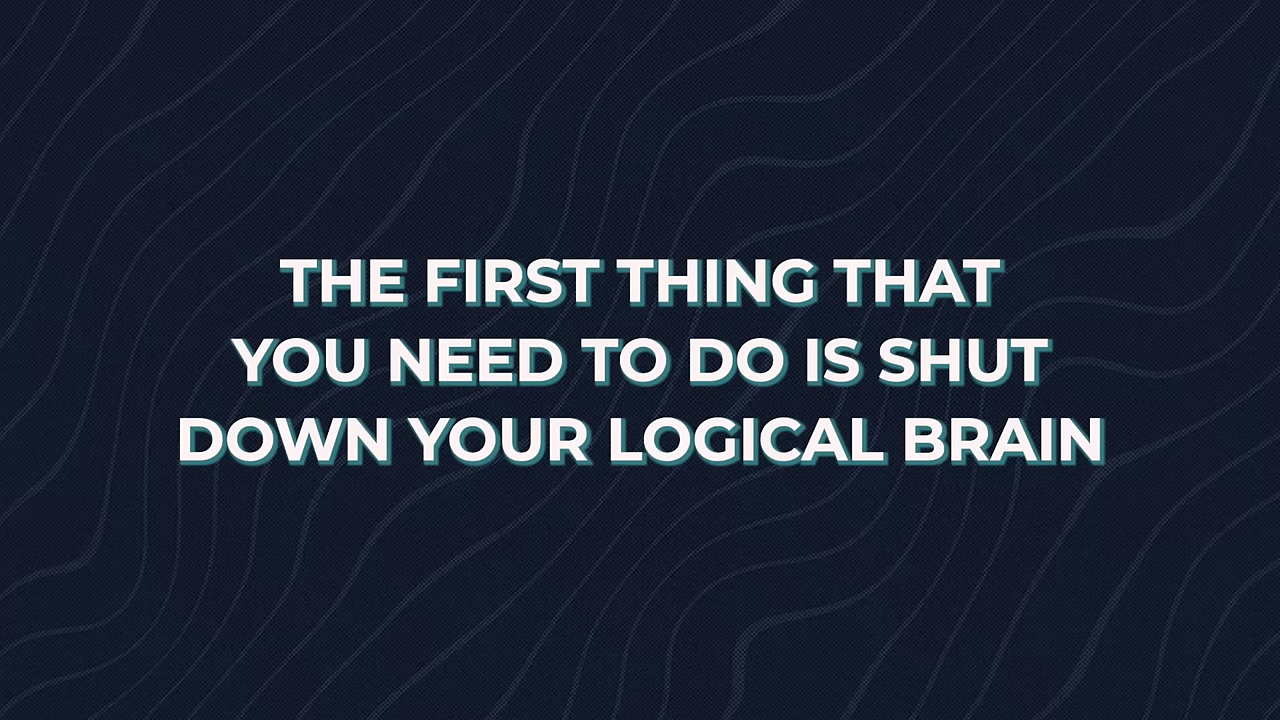 THE FIRST THING THAT
YOU NEED TO DO IS SHUT
DOWN YOUR LOGICAL BRAIN